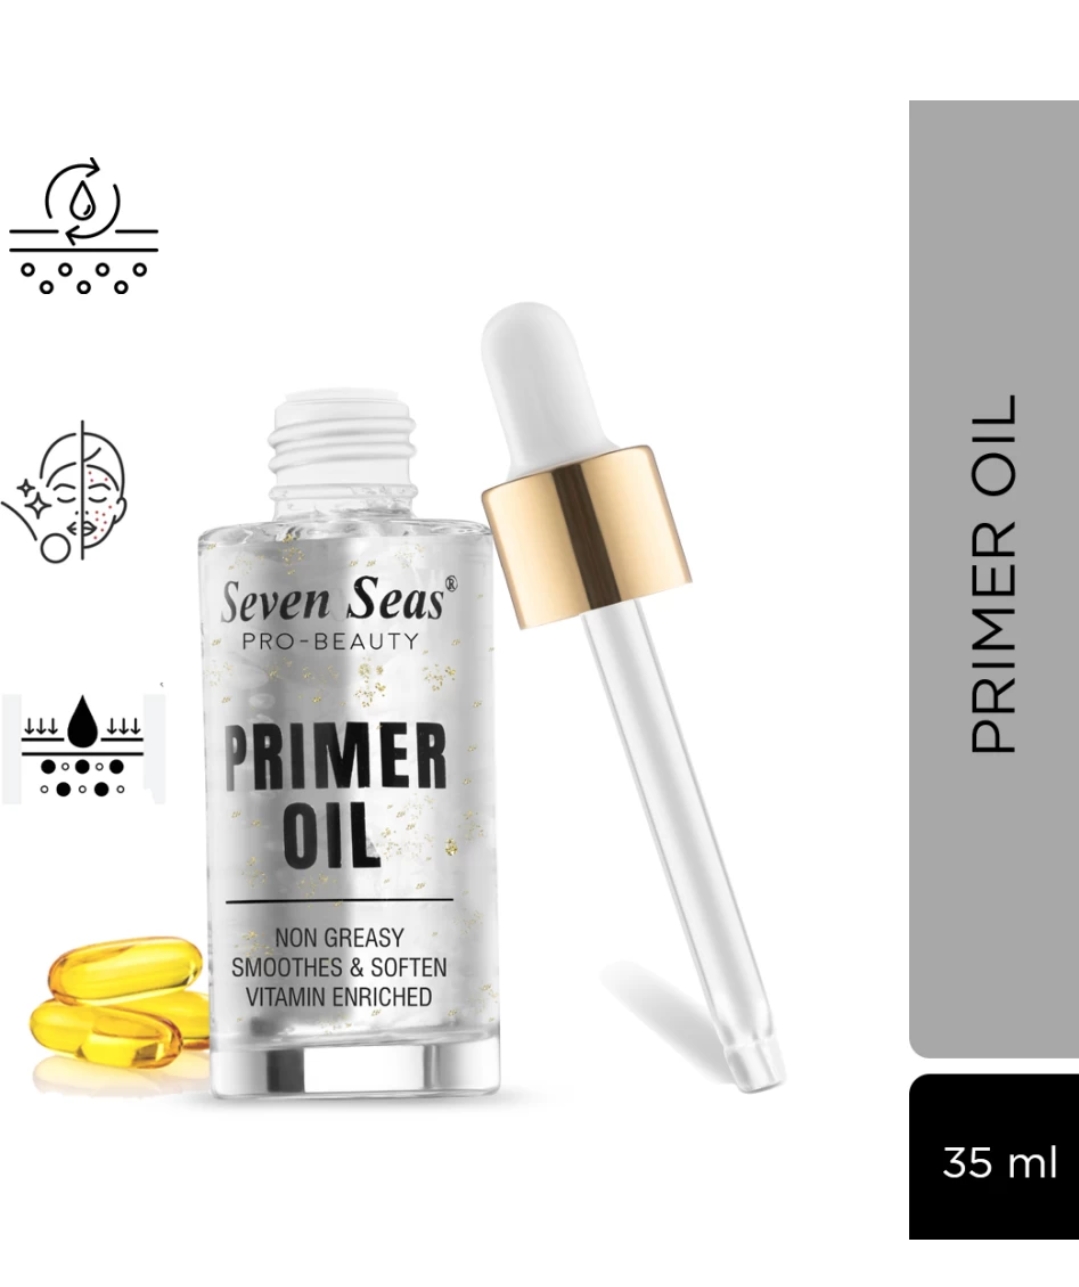 Seven Seas®
PRO-BEAUTY
PRIMER
OIL
NON GREASY
SMOOTHES & SOFTEN
VITAMIN ENRICHED
PRIMER OIL
35 ml